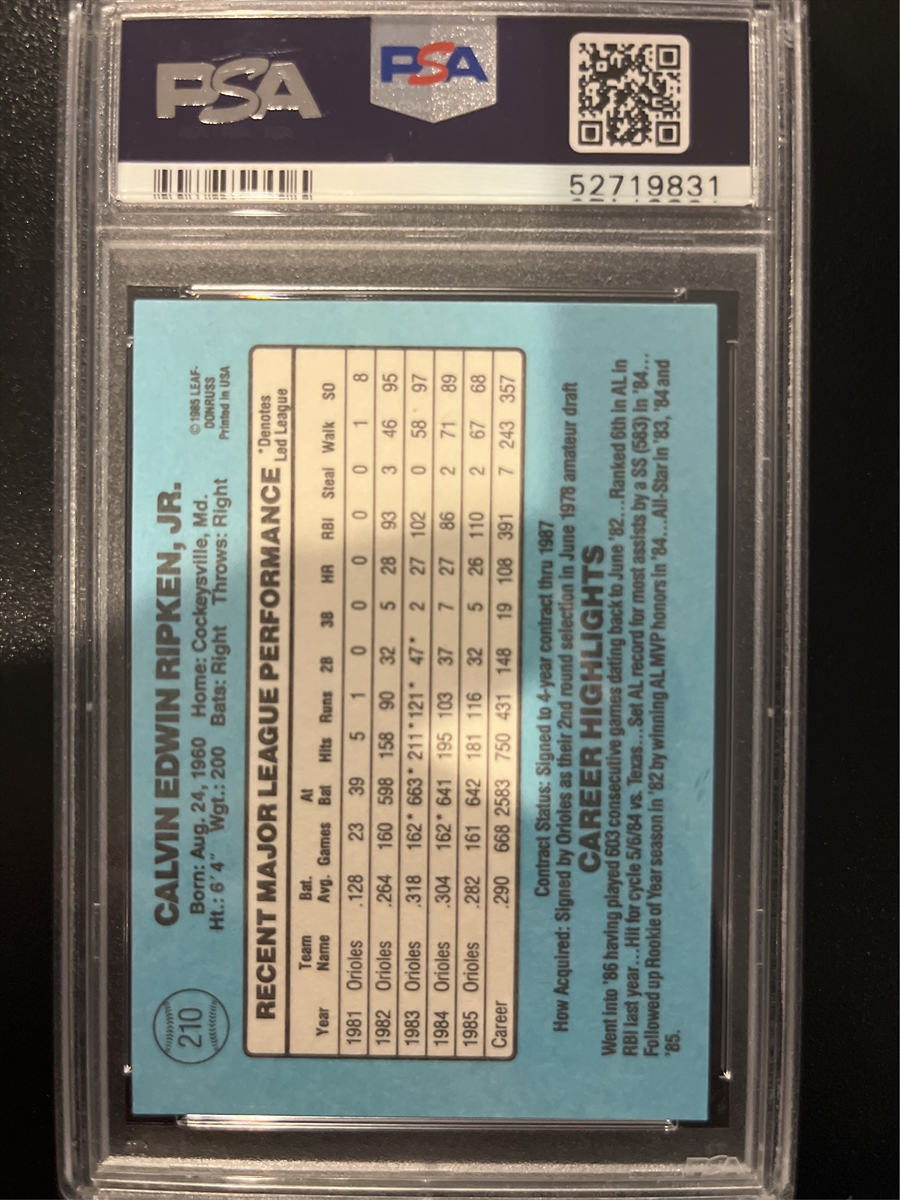 PSA
PSA
52719831
210
CALVIN EDWIN RIPKEN, JR.
Born: Aug. 24, 1960 Home: Cockeysville, Md.
Ht.: 6' 4" Wgt.: 200 Bats: Right Throws: Right
© 1985 LEAF-
DONRUSS
Printed in USA
RECENT MAJOR LEAGUE PERFORMANCE
*Denotes
Led League
Year Team Name Bat. Avg. Games At Bat Hits Runs 2B 3B HR RBI Steal Walk SO
1981 Orioles .128 23 39 5 1 0 0 0 0 0 1 8
1982 Orioles .264 160 598 158 90 32 5 28 93 3 46 95
1983 Orioles .318 162* 663* 211* 121* 47* 2 27 102 0 58 97
1984 Orioles .304 162* 641 195 103 37 7 27 86 2 71 89
1985 Orioles .282 161 642 181 116 32 5 26 110 2 67 68
Career .290 668 2583 750 431 148 19 108 391 7 243 357
Contract Status: Signed to 4-year contract thru 1987
How Acquired: Signed by Orioles as their 2nd round selection in June 1978 amateur draft
CAREER HIGHLIGHTS
Went into '86 having played 603 consecutive games dating back to June '82...Ranked 6th in AL in
RBI last year...Hit for cycle 5/6/84 vs. Texas...Set AL record for most assists by a SS (583) in '84...
Followed up Rookie of Year season in '82 by winning AL MVP honors in '84...All-Star in '83, '84 and
'85.
PSA